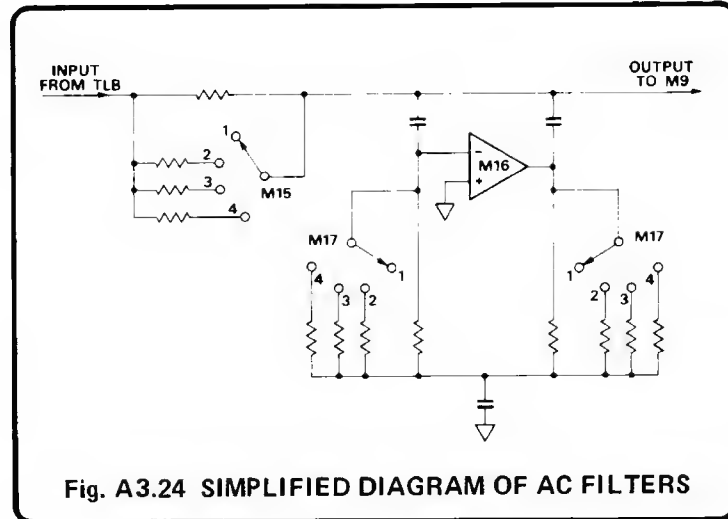 INPUT
FROM TLB
OUTPUT
TO M9
1
2
3
4
M15
−
M16
+
M17
1
4
3
2
M17
1
2
3
4
Fig. A3.24 SIMPLIFIED DIAGRAM OF AC FILTERS